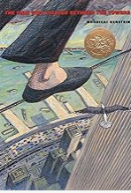 THE MAN WHO WALKED BETWEEN THE TOWERS
MORDICAI GERSTEIN